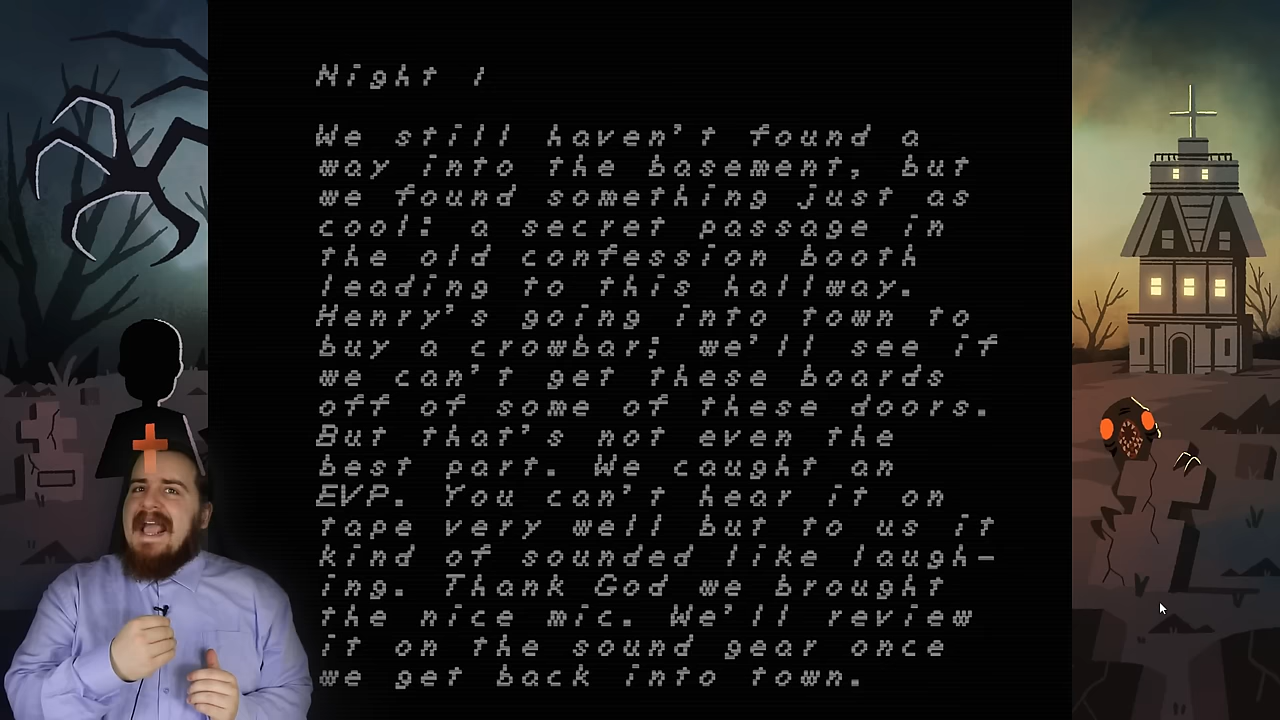 Night 1
We still haven't found a
way into the basement, but
we found something just as
cool: a secret passage in
the old confession booth
leading to this hallway.
Henry's going into town to
buy a crowbar; we'll see if
we can't get these boards
off of some of these doors.
But that's not even the
best part. We caught an
EVP. You can't hear it on
tape very well but to us it
kind of sounded like laugh-
ing. Thank God we brought
the nice mic. We'll review
it on the sound gear once
we get back into town.